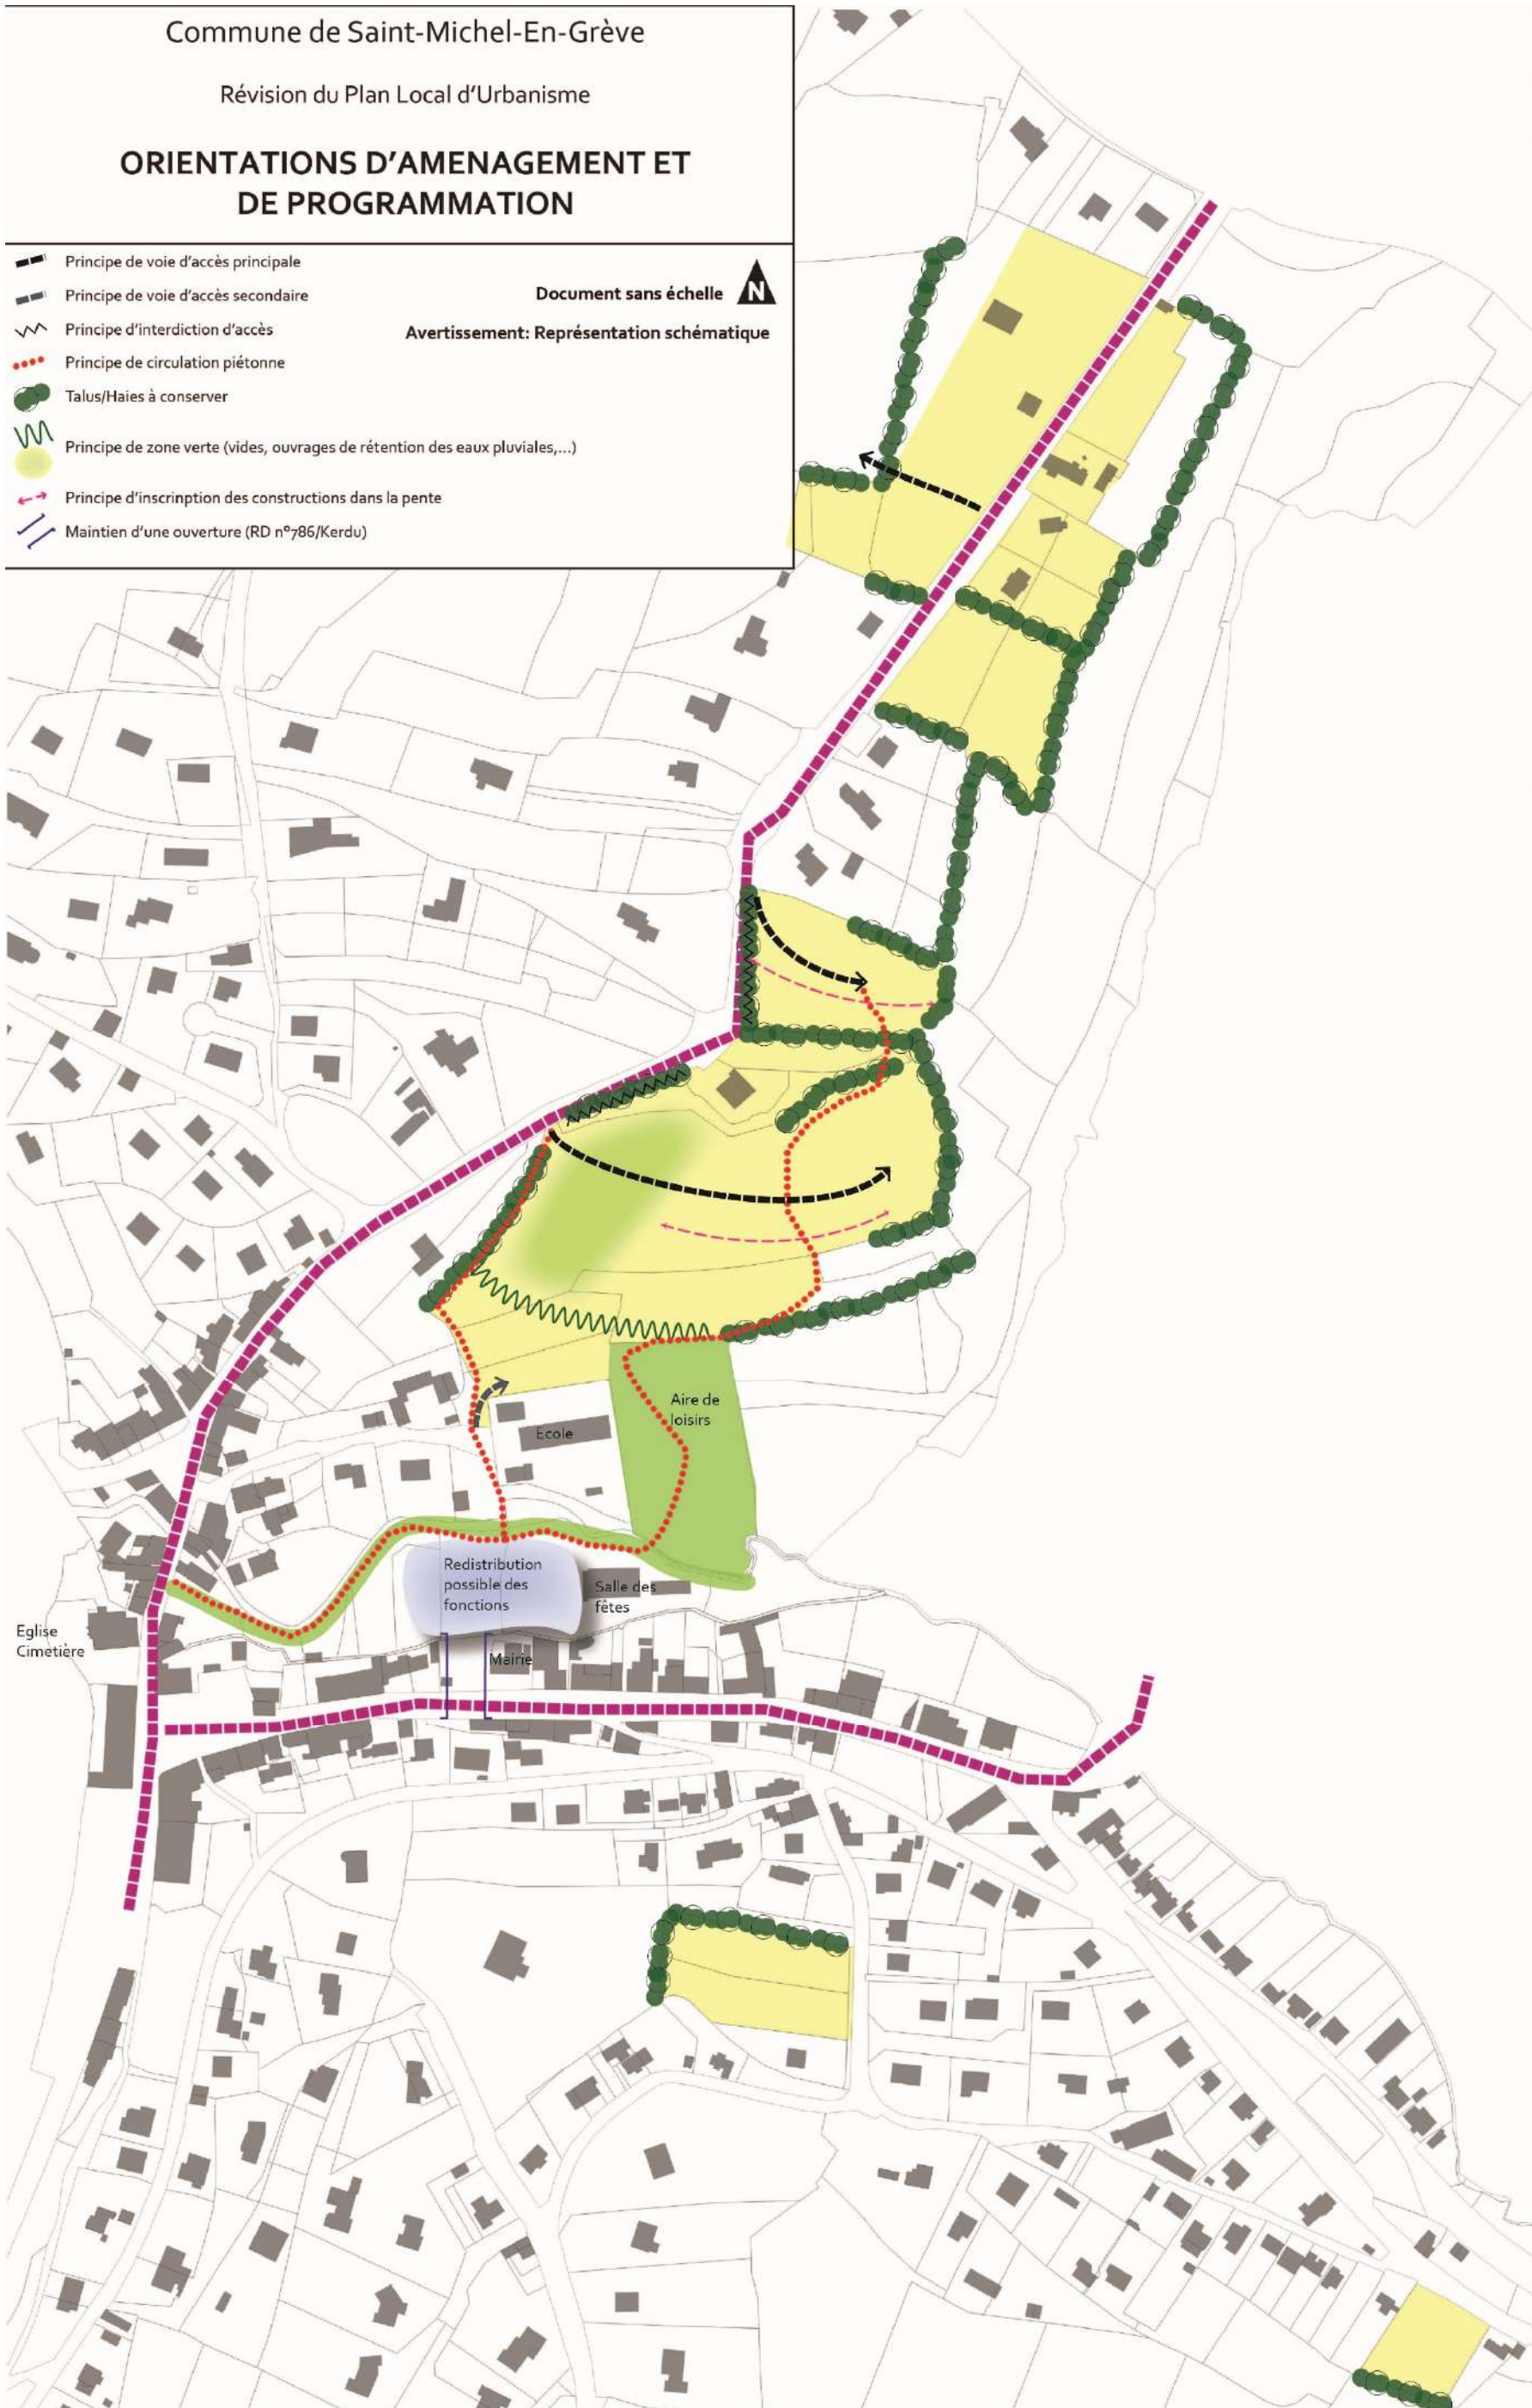 Commune de Saint-Michel-En-Grève
Révision du Plan Local d'Urbanisme
ORIENTATIONS D'AMENAGEMENT ET
DE PROGRAMMATION
Principe de voie d'accès principale
Principe de voie d'accès secondaire
Document sans échelle
N
Principe d'interdiction d'accès
Avertissement: Représentation schématique
Principe de circulation piétonne
Talus/Haies à conserver
Principe de zone verte (vides, ouvrages de rétention des eaux pluviales,...)
Principe d'inscrinption des constructions dans la pente
Maintien d'une ouverture (RD n°786/Kerdu)
Aire de
loisirs
Ecole
Redistribution
possible des
fonctions
Salle des
fêtes
Eglise
Cimetière
Mairie